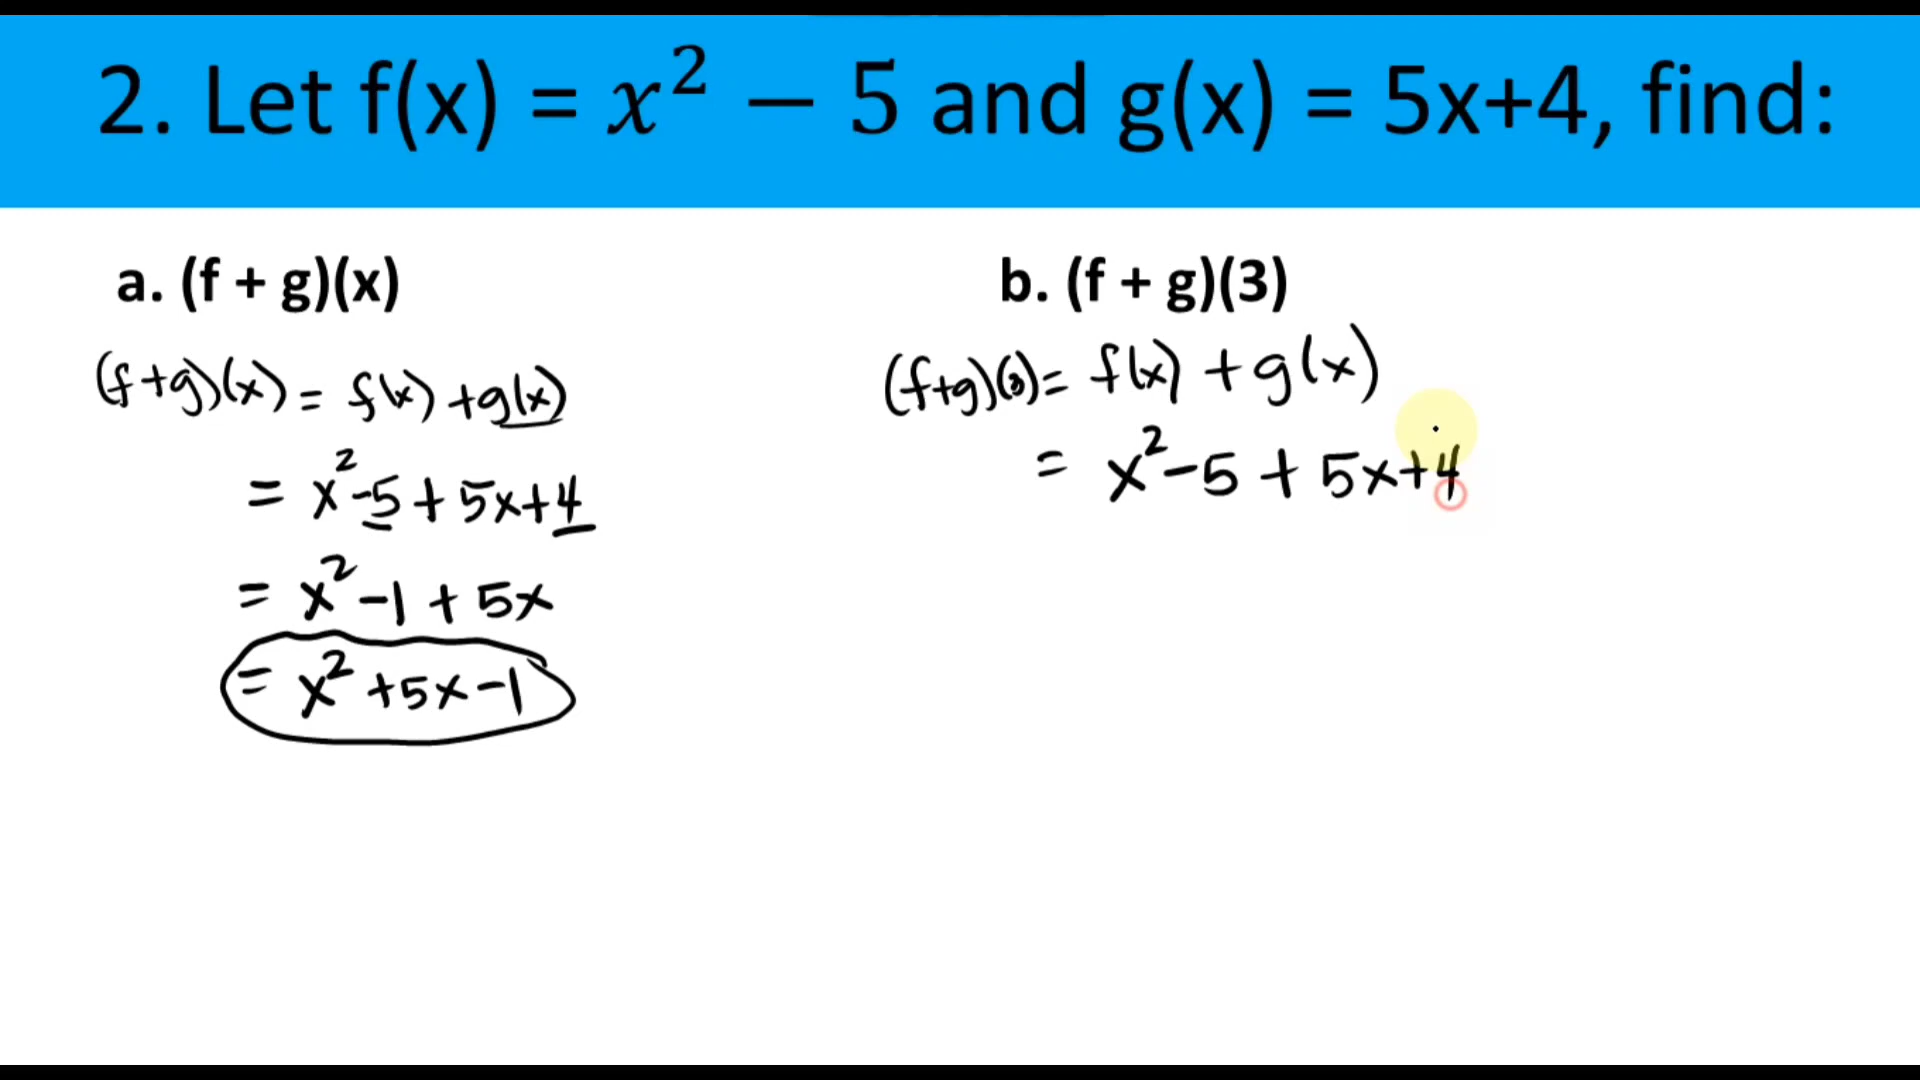 2. Let f(x) = x² − 5 and g(x) = 5x+4, find:
a. (f + g)(x)
(f+g)(x) = f(x) +g(x)
= x²-5 + 5x+4
= x² -1 + 5x
= x² +5x -1
b. (f + g)(3)
(f+g)(3)= f(x) + g(x)
= x²-5 + 5x+4